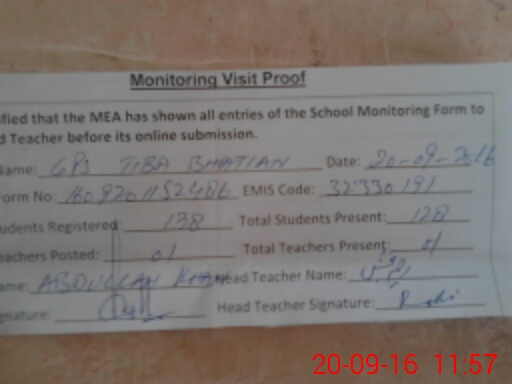 Monitoring Visit Proof
ified that the MEA has shown all entries of the School Monitoring Form to
d Teacher before its online submission.
Name: GPS TIBA BHATIAN Date: 20-09-2016
Form No: 1609201152486 EMIS Code: 32330191
udents Registered: 138 Total Students Present: 128
eachers Posted: 01 Total Teachers Present: 01
ame: ABDULLAH KHAN Head Teacher Name:
gnature: Head Teacher Signature:
20-09-16 11:57